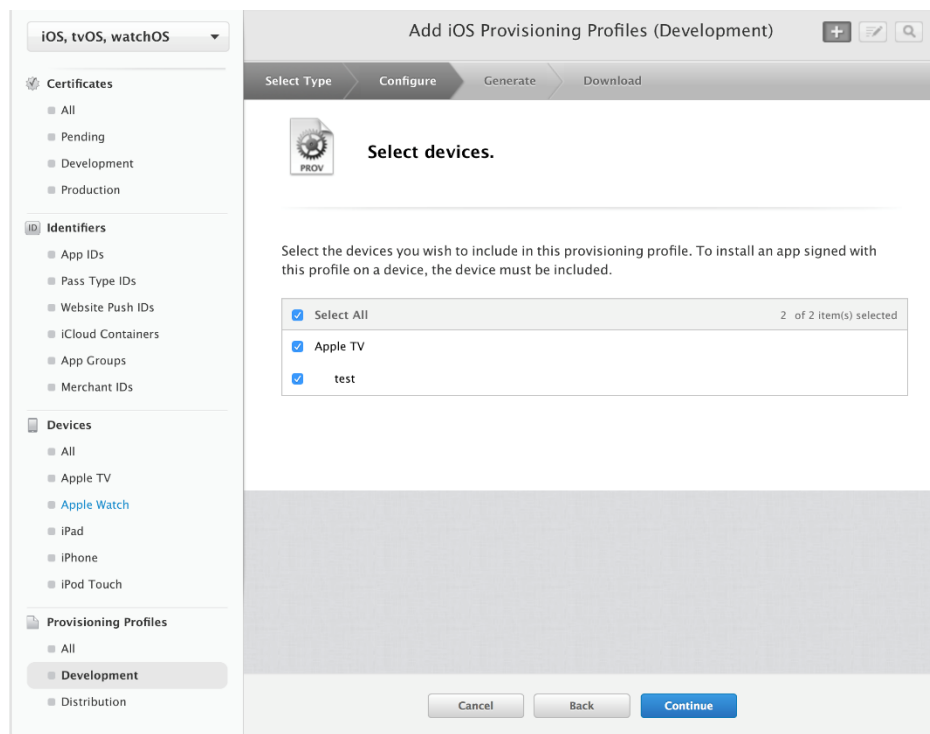 iOS, tvOS, watchOS
Certificates
All
Pending
Development
Production
Identifiers
App IDs
Pass Type IDs
Website Push IDs
iCloud Containers
App Groups
Merchant IDs
Devices
All
Apple TV
Apple Watch
iPad
iPhone
iPod Touch
Provisioning Profiles
All
Development
Distribution
Add iOS Provisioning Profiles (Development)
Select Type
Configure
Generate
Download
PROV
Select devices.
Select the devices you wish to include in this provisioning profile. To install an app signed with
this profile on a device, the device must be included.
Select All
2 of 2 item(s) selected
Apple TV
test
Cancel
Back
Continue
ID